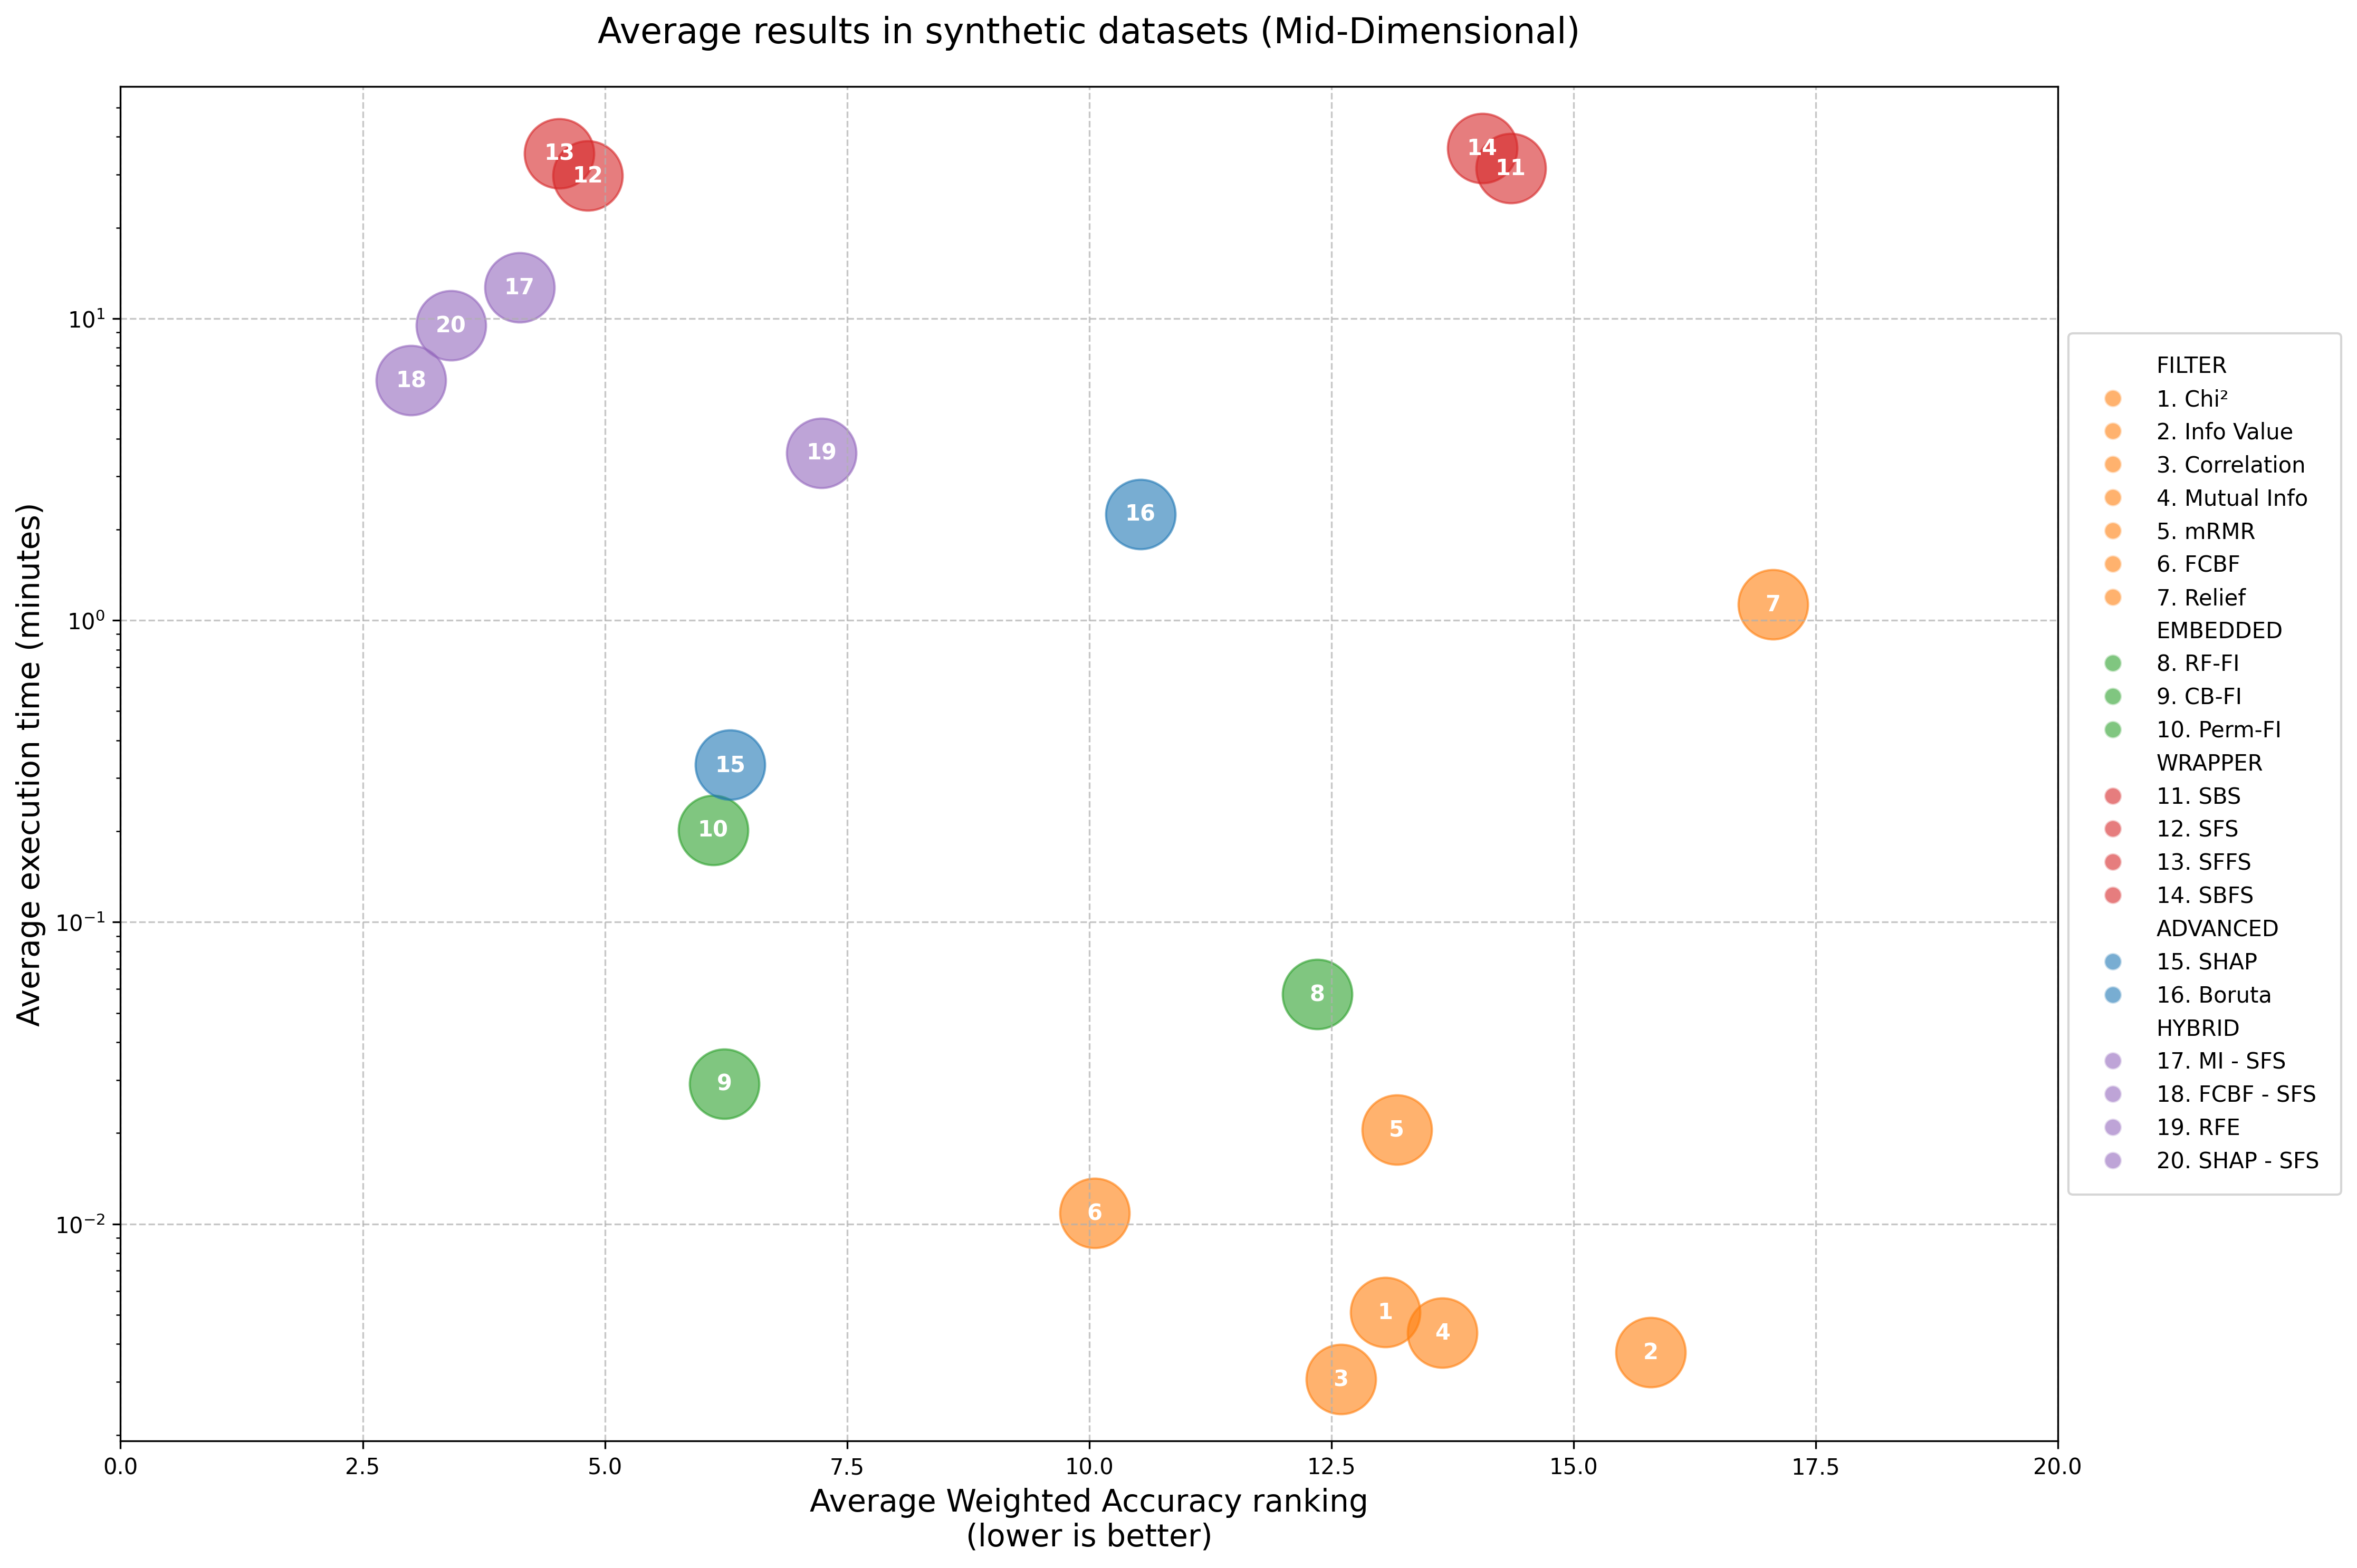 Average results in synthetic datasets (Mid-Dimensional)
Average execution time (minutes)
10¹
10⁰
10⁻¹
10⁻²
13
12
14
11
17
20
18
19
16
7
15
10
8
9
5
6
1
4
2
3
0.0
2.5
5.0
7.5
10.0
12.5
15.0
17.5
20.0
Average Weighted Accuracy ranking
(lower is better)
FILTER
1. Chi²
2. Info Value
3. Correlation
4. Mutual Info
5. mRMR
6. FCBF
7. Relief
EMBEDDED
8. RF-FI
9. CB-FI
10. Perm-FI
WRAPPER
11. SBS
12. SFS
13. SFFS
14. SBFS
ADVANCED
15. SHAP
16. Boruta
HYBRID
17. MI - SFS
18. FCBF - SFS
19. RFE
20. SHAP - SFS